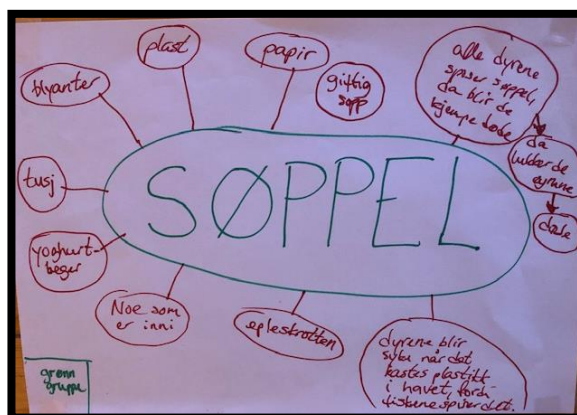 plast
papir
giftig
sopp
alle dyrene
spiser søppel,
da blir de
kjempe døde
da
lukker de
øynene
døde
blyanter
tusj
SØPPEL
yoghurt-
beger
Noe som
er inni
epleskrotten
dyrene blir
syke når det
kastes plastikk
i havet, fordi
fiskene spiser det.
grønn
gruppe